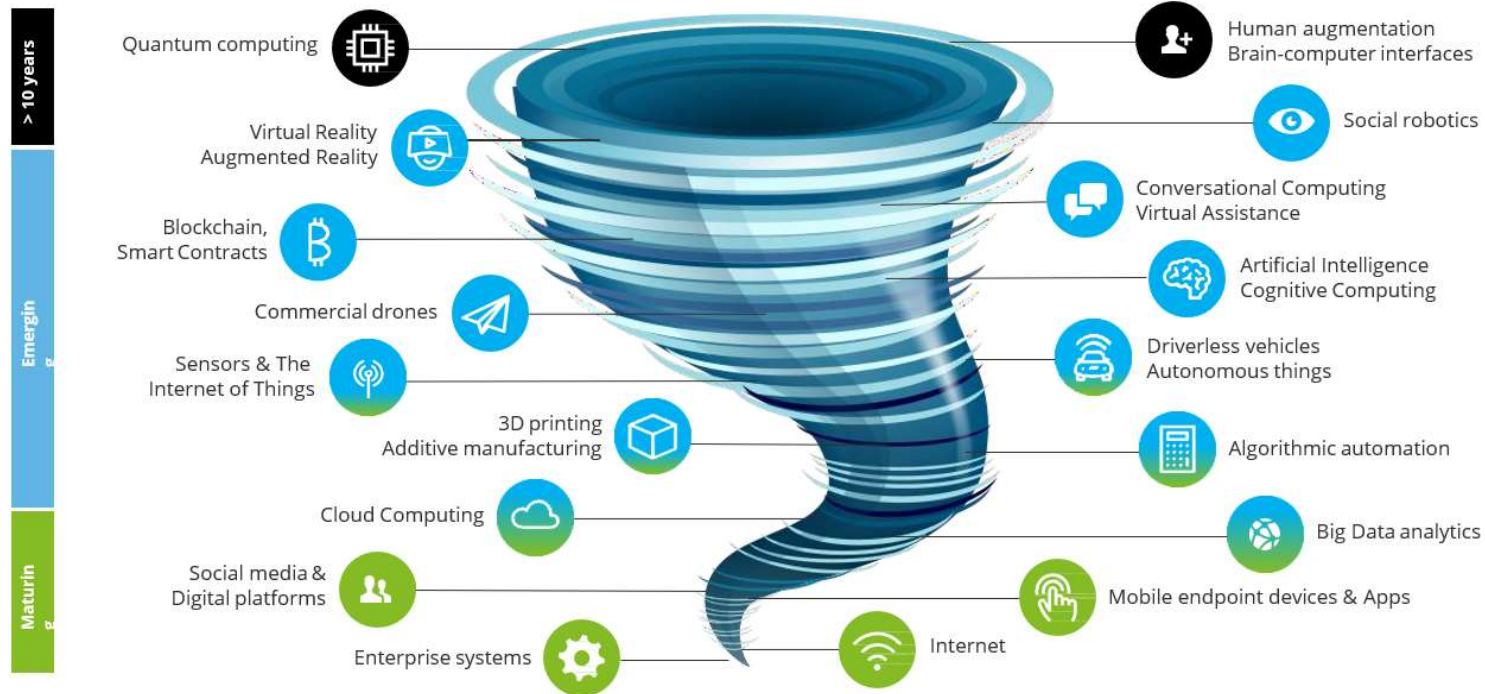 > 10 years
Emergin
g
Maturin
g
Quantum computing
Human augmentation
Brain-computer interfaces
Virtual Reality
Augmented Reality
Social robotics
Conversational Computing
Virtual Assistance
Blockchain,
Smart Contracts
Artificial Intelligence
Cognitive Computing
Commercial drones
Driverless vehicles
Autonomous things
Sensors & The
Internet of Things
3D printing
Additive manufacturing
Algorithmic automation
Cloud Computing
Big Data analytics
Social media &
Digital platforms
Mobile endpoint devices & Apps
Enterprise systems
Internet